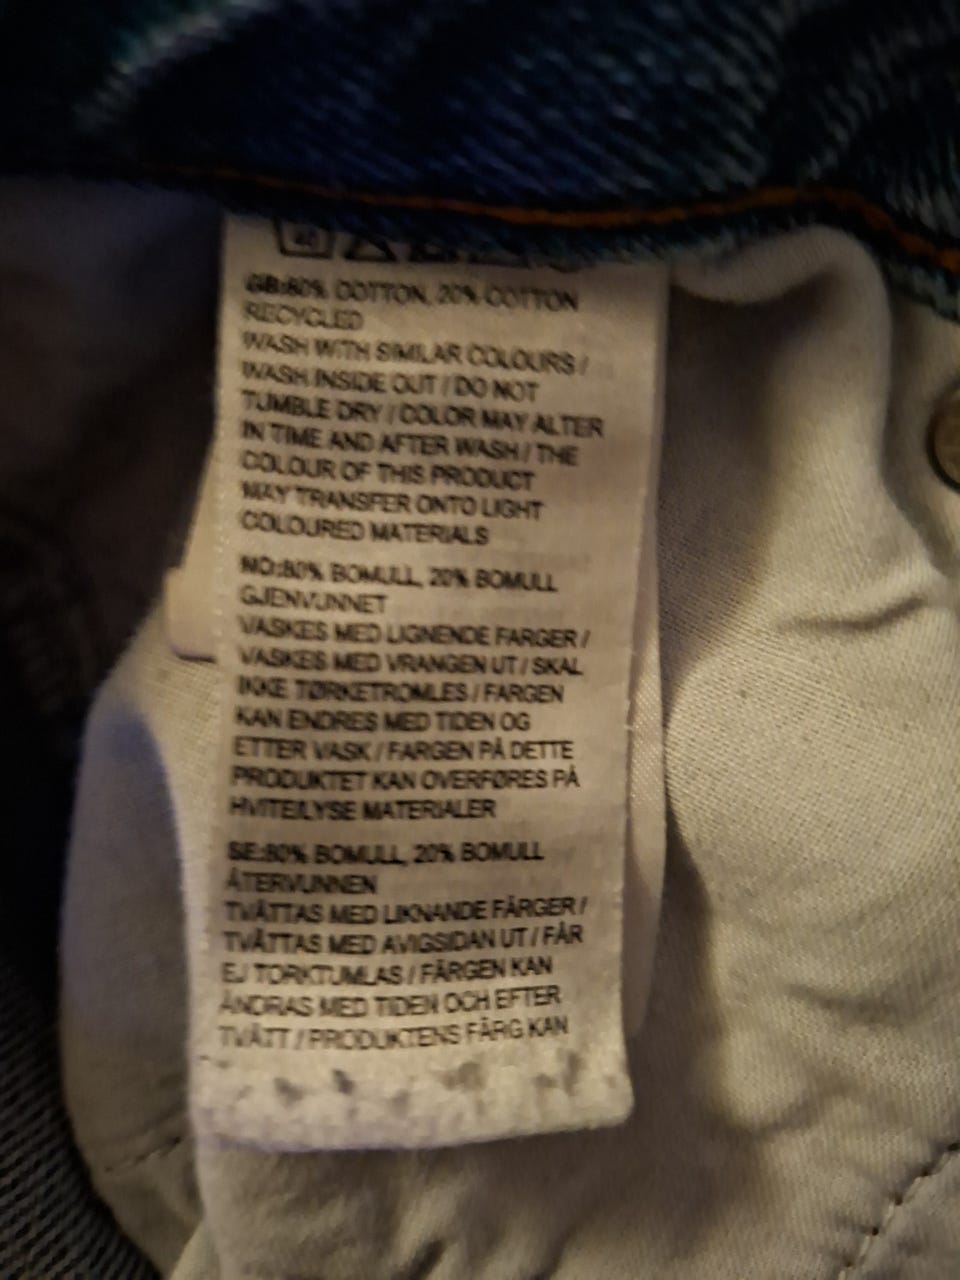 40
GB:80% COTTON, 20% COTTON
RECYCLED
WASH WITH SIMILAR COLOURS /
WASH INSIDE OUT / DO NOT
TUMBLE DRY / COLOR MAY ALTER
IN TIME AND AFTER WASH / THE
COLOUR OF THIS PRODUCT
MAY TRANSFER ONTO LIGHT
COLOURED MATERIALS
NO:80% BOMULL, 20% BOMULL
GJENVUNNET
VASKES MED LIGNENDE FARGER /
VASKES MED VRANGEN UT / SKAL
IKKE TØRKETROMLES / FARGEN
KAN ENDRES MED TIDEN OG
ETTER VASK / FARGEN PÅ DETTE
PRODUKTET KAN OVERFØRES PÅ
HVITE/LYSE MATERIALER
SE:80% BOMULL, 20% BOMULL
ÅTERVUNNEN
TVÄTTAS MED LIKNANDE FÄRGER /
TVÄTTAS MED AVIGSIDAN UT / FÅR
EJ TORKTUMLAS / FÄRGEN KAN
ÄNDRAS MED TIDEN OCH EFTER
TVÄTT / PRODUKTENS FÄRG KAN